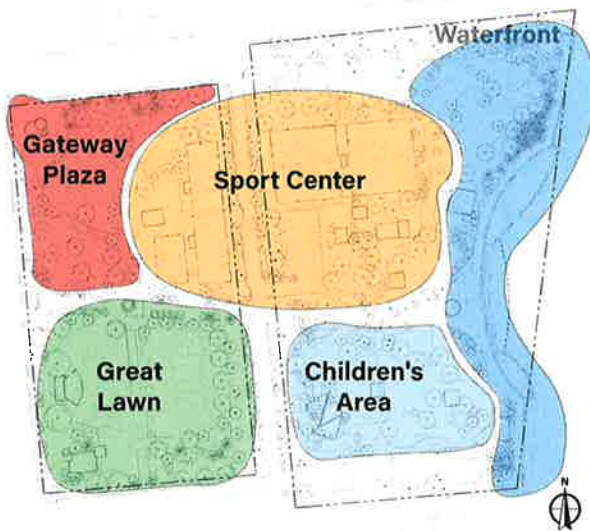 Waterfront
Gateway
Plaza
Sport Center
Great
Lawn
Children's
Area
N